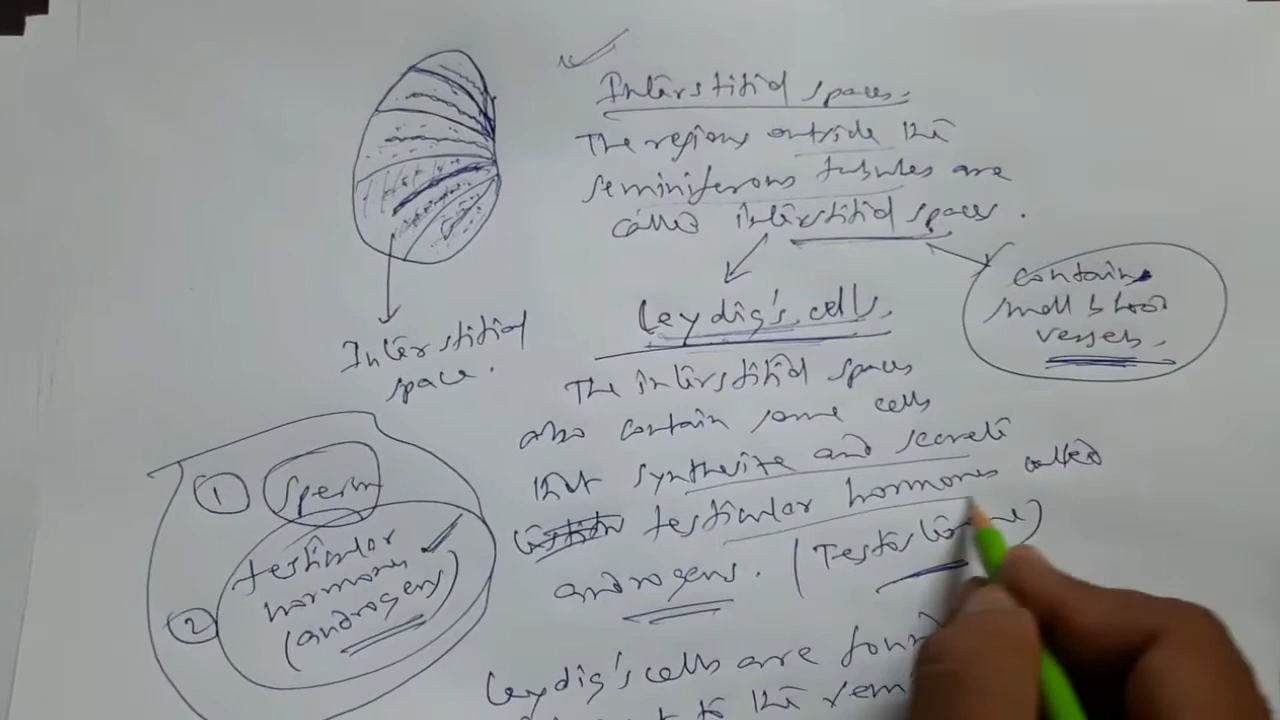 Interstitial spaces.
The regions outside the
seminiferous tubules are
called interstitial spaces.
contains
small blood
vessels.
Leydig's cells.
Interstitial
space.
The interstitial spaces
also contain some cells
that synthesize and secrete
testicular hormones called
androgens. (Testosterone)
① Sperm
② testicular
hormones
(androgens)
Leydig's cells are found
to the